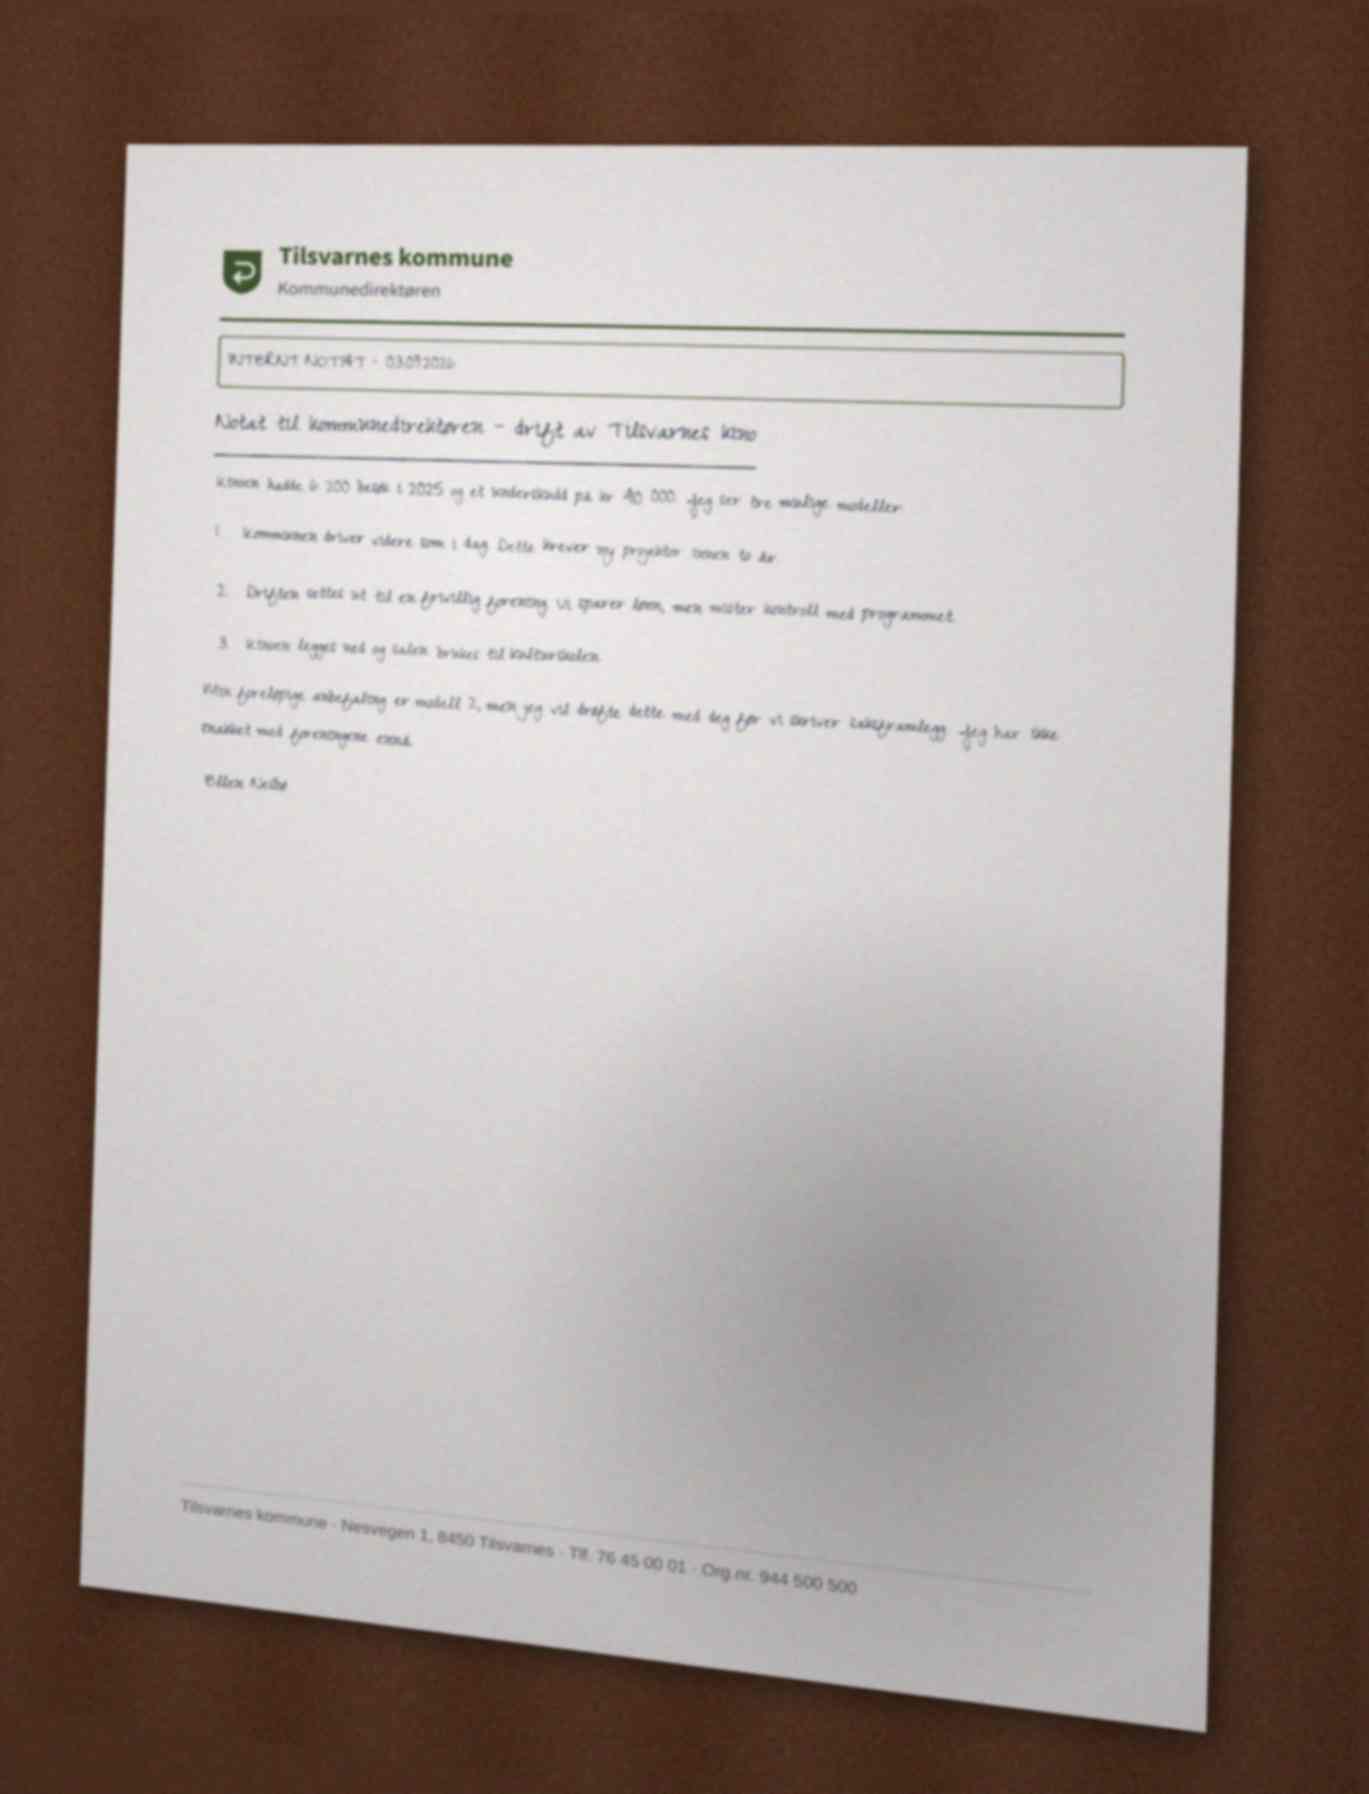 Tilsvarnes kommune
Kommunedirektøren
INTERNT NOTAT - 03.09.2026
Notat til kommunedirektøren - drift av Tilsvarnes kino
Kinoen hadde 6 200 besøk i 2025 og et underskudd på kr 000. Jeg ser tre mulige modeller.
1. Kommunen driver videre som i dag. Dette krever ny projektor innen to år.
2. Driften settes ut til en frivillig forening. Vi sparer lønn, men mister kontroll med programmet.
3. Kinoen legges ned og salen brukes til kulturskolen.
Min foreløpige anbefaling er modell 2, men jeg vil drøfte dette med deg før vi skriver saksframlegg. Jeg har ikke
snakket med foreningene ennå.
Ellen
Tilsvarnes kommune · Nesvegen 1, 8450 Tilsvarnes · Tlf. 76 45 00 01 · Org.nr. 944 500 500